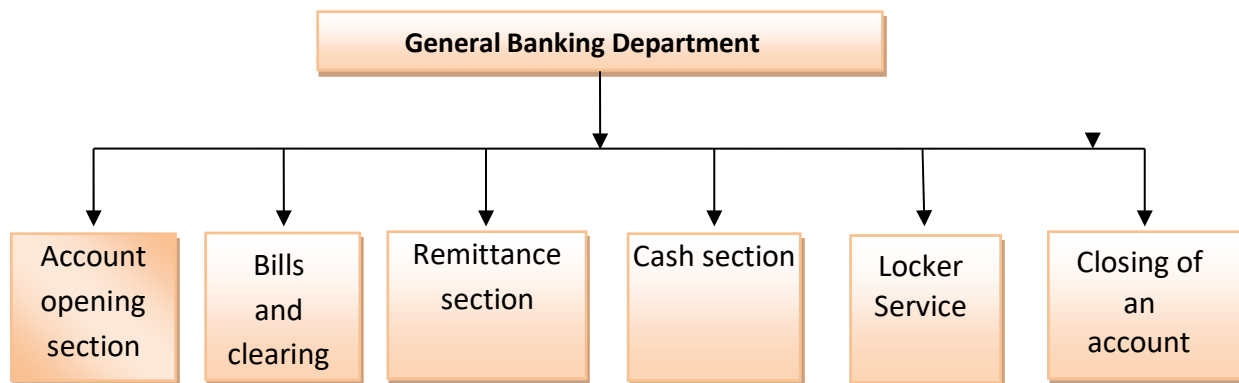 General Banking Department
Account
opening
section
Bills
and
clearing
Remittance
section
Cash section
Locker
Service
Closing of
an
account